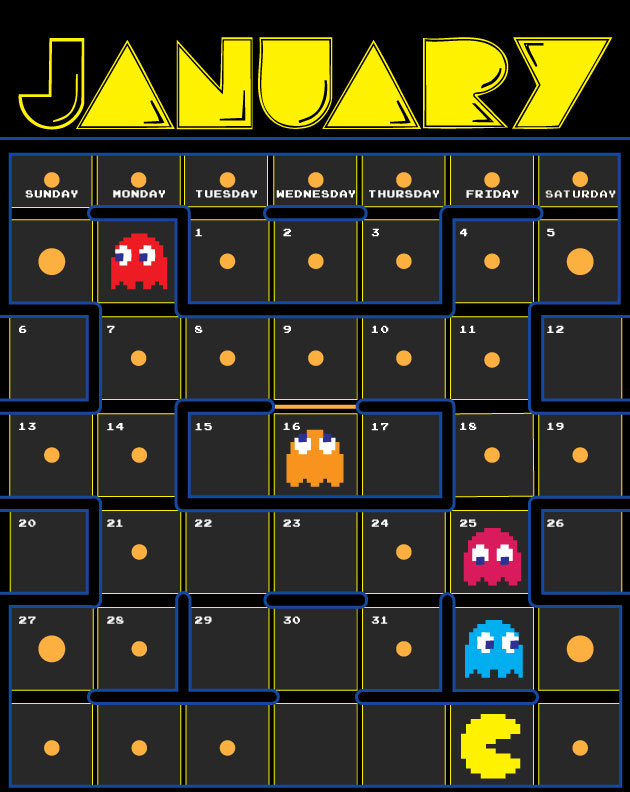 JANUARY
SUNDAY MONDAY TUESDAY WEDNESDAY THURSDAY FRIDAY SATURDAY
1 2 3 4 5
6 7 8 9 10 11 12
13 14 15 16 17 18 19
20 21 22 23 24 25 26
27 28 29 30 31